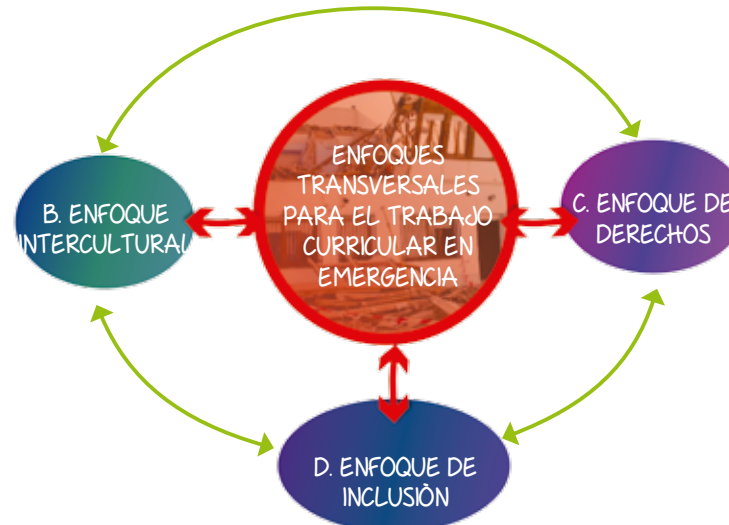 ENFOQUES
TRANSVERSALES
PARA EL TRABAJO
CURRICULAR EN
EMERGENCIA
B. ENFOQUE
INTERCULTURAL
C. ENFOQUE DE
DERECHOS
D. ENFOQUE DE
INCLUSIÒN